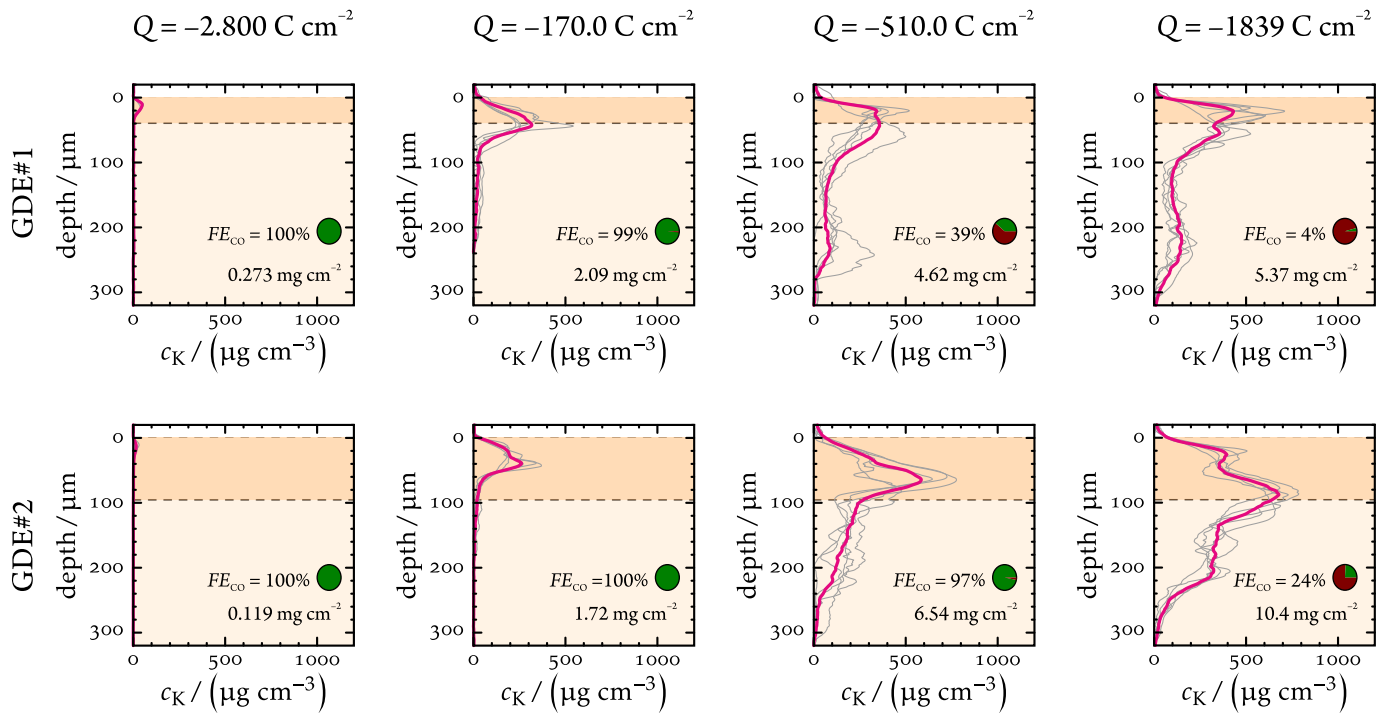 Q = –2.800 C cm⁻²
Q = –170.0 C cm⁻²
Q = –510.0 C cm⁻²
Q = –1839 C cm⁻²
GDE#1
depth / µm
0
100
200
300
FE_CO = 100%
0.273 mg cm⁻²
0 500 1000
c_K / (µg cm⁻³)
depth / µm
0
100
200
300
FE_CO = 99%
2.09 mg cm⁻²
0 500 1000
c_K / (µg cm⁻³)
depth / µm
0
100
200
300
FE_CO = 39%
4.62 mg cm⁻²
0 500 1000
c_K / (µg cm⁻³)
depth / µm
0
100
200
300
FE_CO = 4%
5.37 mg cm⁻²
0 500 1000
c_K / (µg cm⁻³)
GDE#2
depth / µm
0
100
200
300
FE_CO = 100%
0.119 mg cm⁻²
0 500 1000
c_K / (µg cm⁻³)
depth / µm
0
100
200
300
FE_CO =100%
1.72 mg cm⁻²
0 500 1000
c_K / (µg cm⁻³)
depth / µm
0
100
200
300
FE_CO = 97%
6.54 mg cm⁻²
0 500 1000
c_K / (µg cm⁻³)
depth / µm
0
100
200
300
FE_CO = 24%
10.4 mg cm⁻²
0 500 1000
c_K / (µg cm⁻³)